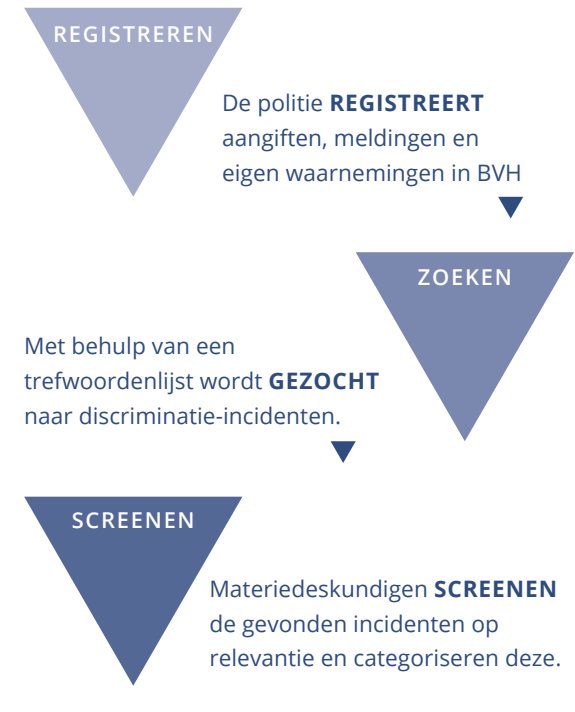 REGISTREREN
De politie REGISTREERT
aangiften, meldingen en
eigen waarnemingen in BVH
ZOEKEN
Met behulp van een
trefwoordenlijst wordt GEZOCHT
naar discriminatie-incidenten.
SCREENEN
Materiedeskundigen SCREENEN
de gevonden incidenten op
relevantie en categoriseren deze.